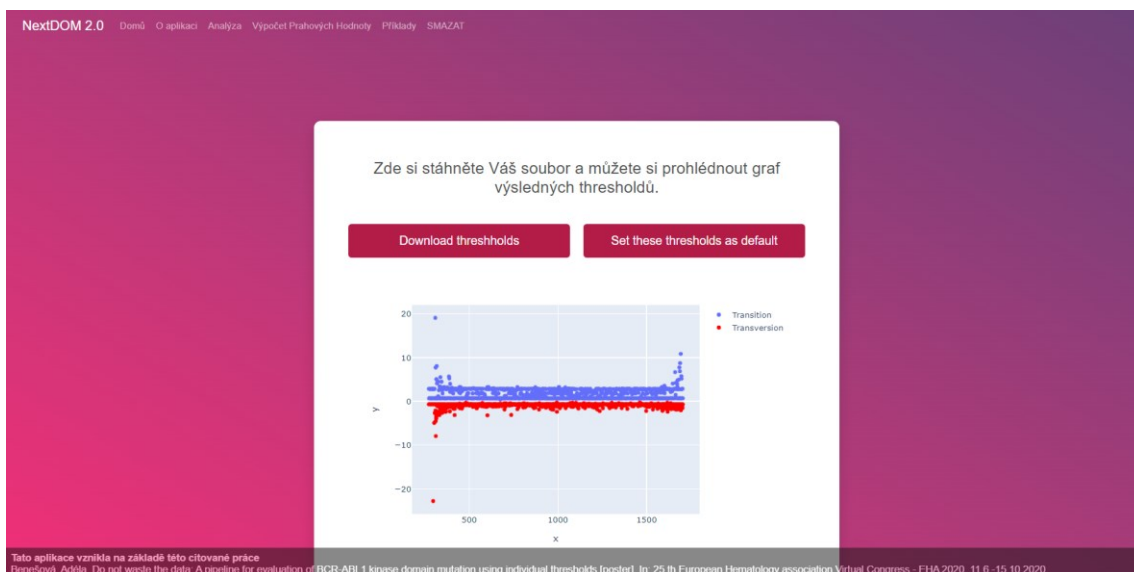 NextDOM 2.0 Domů O aplikaci Analýza Výpočet Prahových Hodnoty Příklady SMAZAT
Zde si stáhněte Váš soubor a můžete si prohlédnout graf
výsledných thresholdů.
Download threshholds Set these thresholds as default
20
10
0
−10
−20
y
500 1000 1500
x
Transition
Transversion
Tato aplikace vznikla na základě této citované práce
Benešová, Adéla. Do not waste the data: A pipeline for evaluation of BCR-ABL1 kinase domain mutation using individual thresholds [poster]. In: 25 th European Hematology association Virtual Congress - EHA 2020. 11.6.-15.10.2020